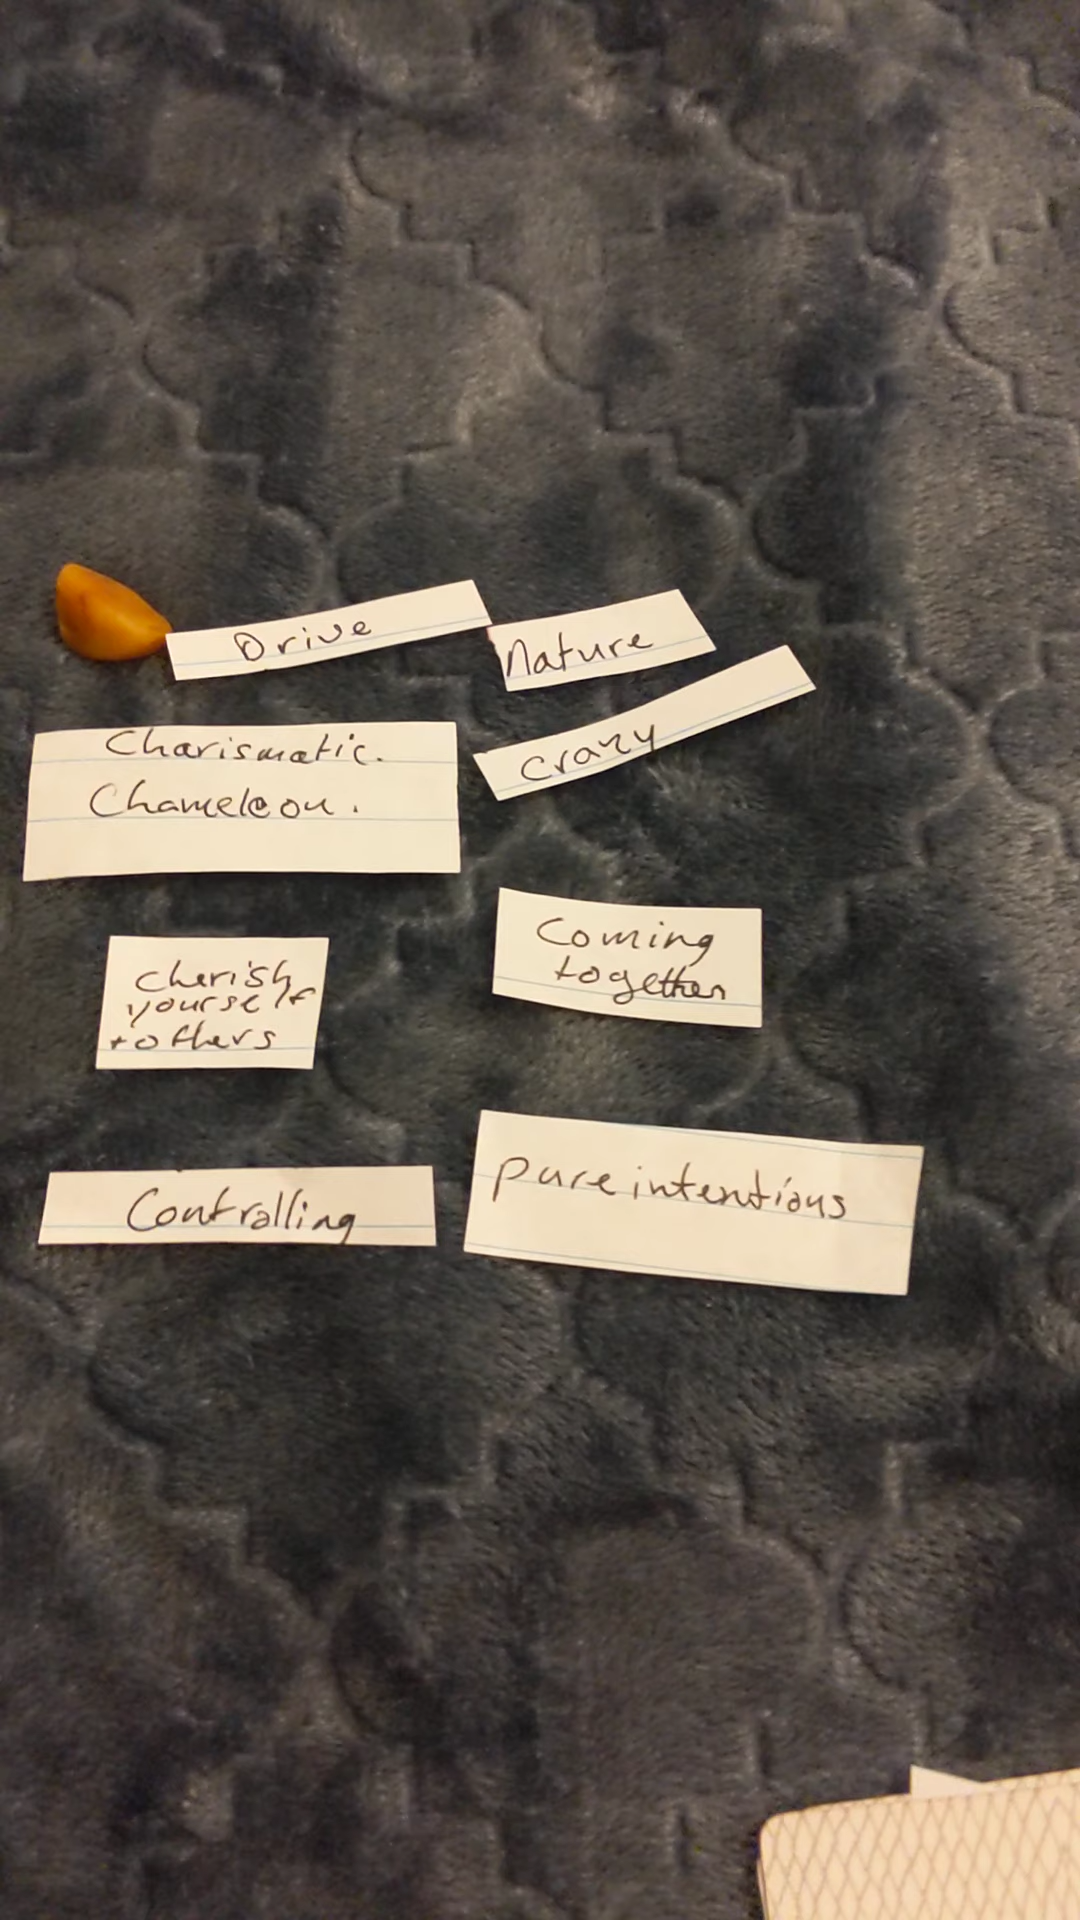 Drive
Nature
Charismatic.
Chameleon.
crazy
Coming
together
cherish
yourself
+ others
Controlling
pure intentions